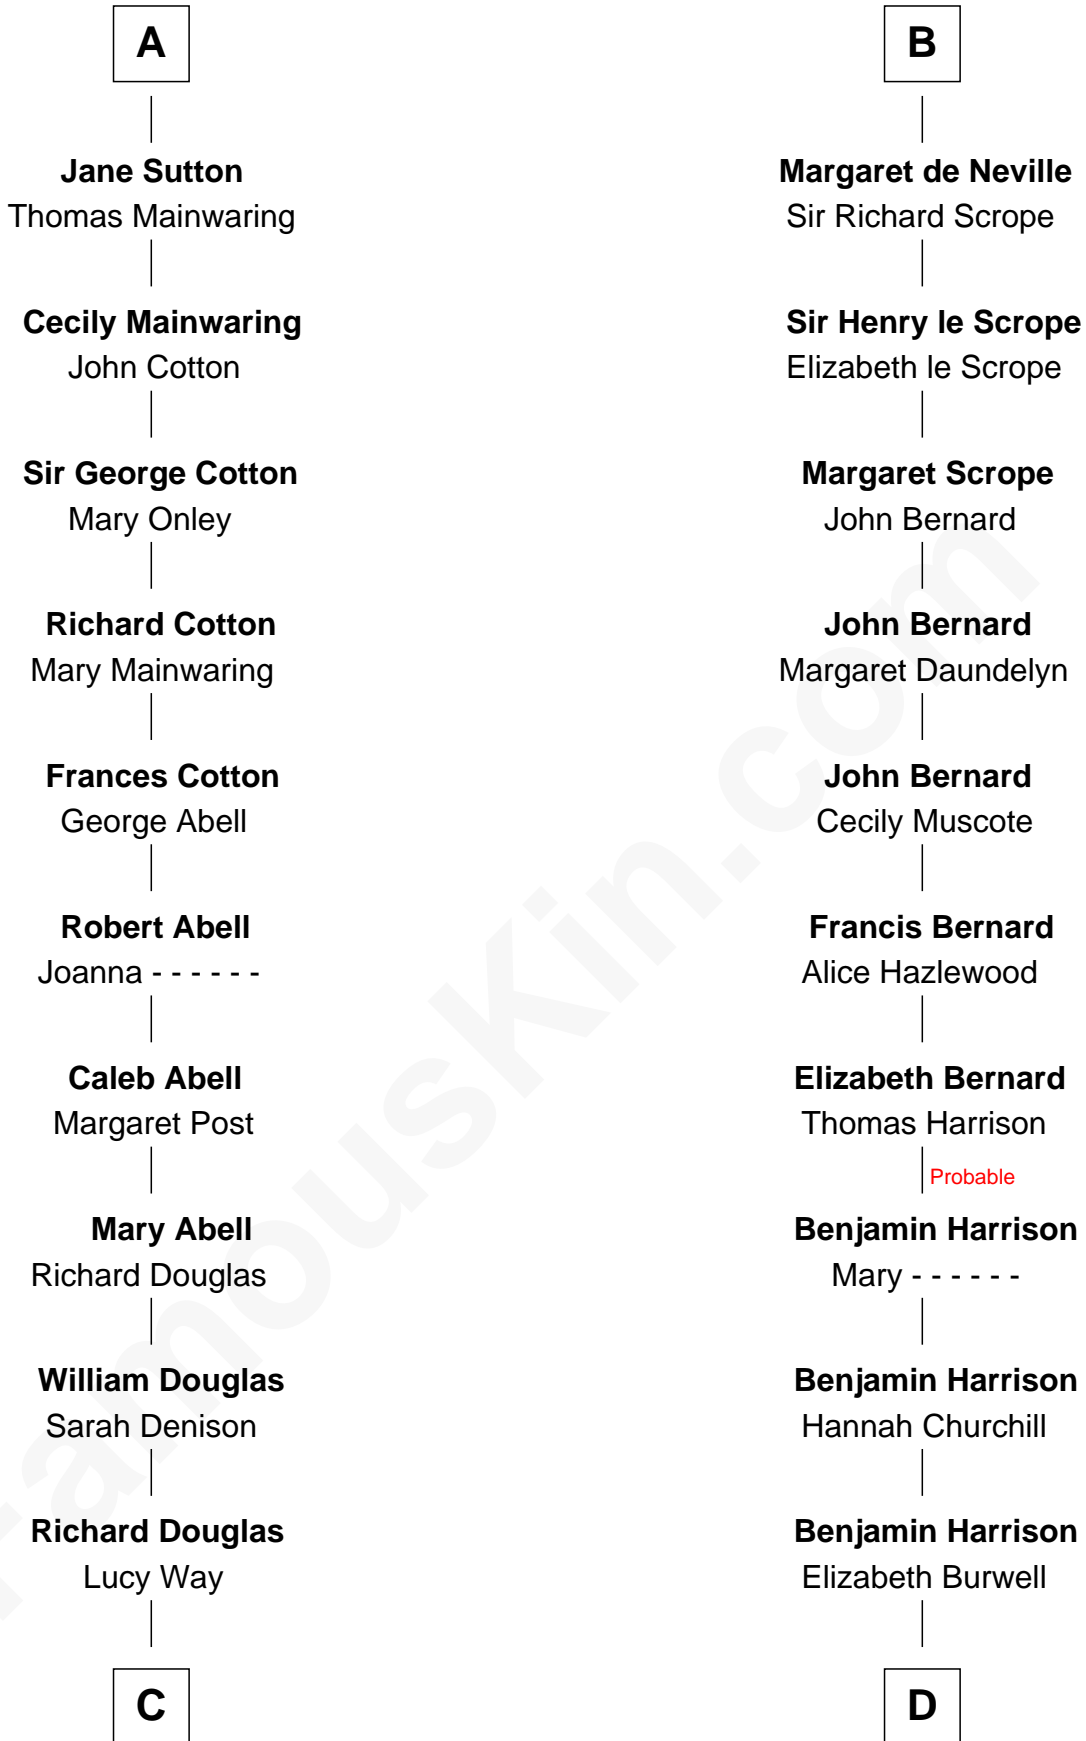 A
Jane Sutton
Thomas Mainwaring
Cecily Mainwaring
John Cotton
Sir George Cotton
Mary Onley
Richard Cotton
Mary Mainwaring
Frances Cotton
George Abell
Robert Abell
Joanna - - - - - -
Caleb Abell
Margaret Post
Mary Abell
Richard Douglas
William Douglas
Sarah Denison
Richard Douglas
Lucy Way
C
B
Margaret de Neville
Sir Richard Scrope
Sir Henry le Scrope
Elizabeth le Scrope
Margaret Scrope
John Bernard
John Bernard
Margaret Daundelyn
John Bernard
Cecily Muscote
Francis Bernard
Alice Hazlewood
Elizabeth Bernard
Thomas Harrison
Probable
Benjamin Harrison
Mary - - - - - -
Benjamin Harrison
Hannah Churchill
Benjamin Harrison
Elizabeth Burwell
D
FamousKin.com